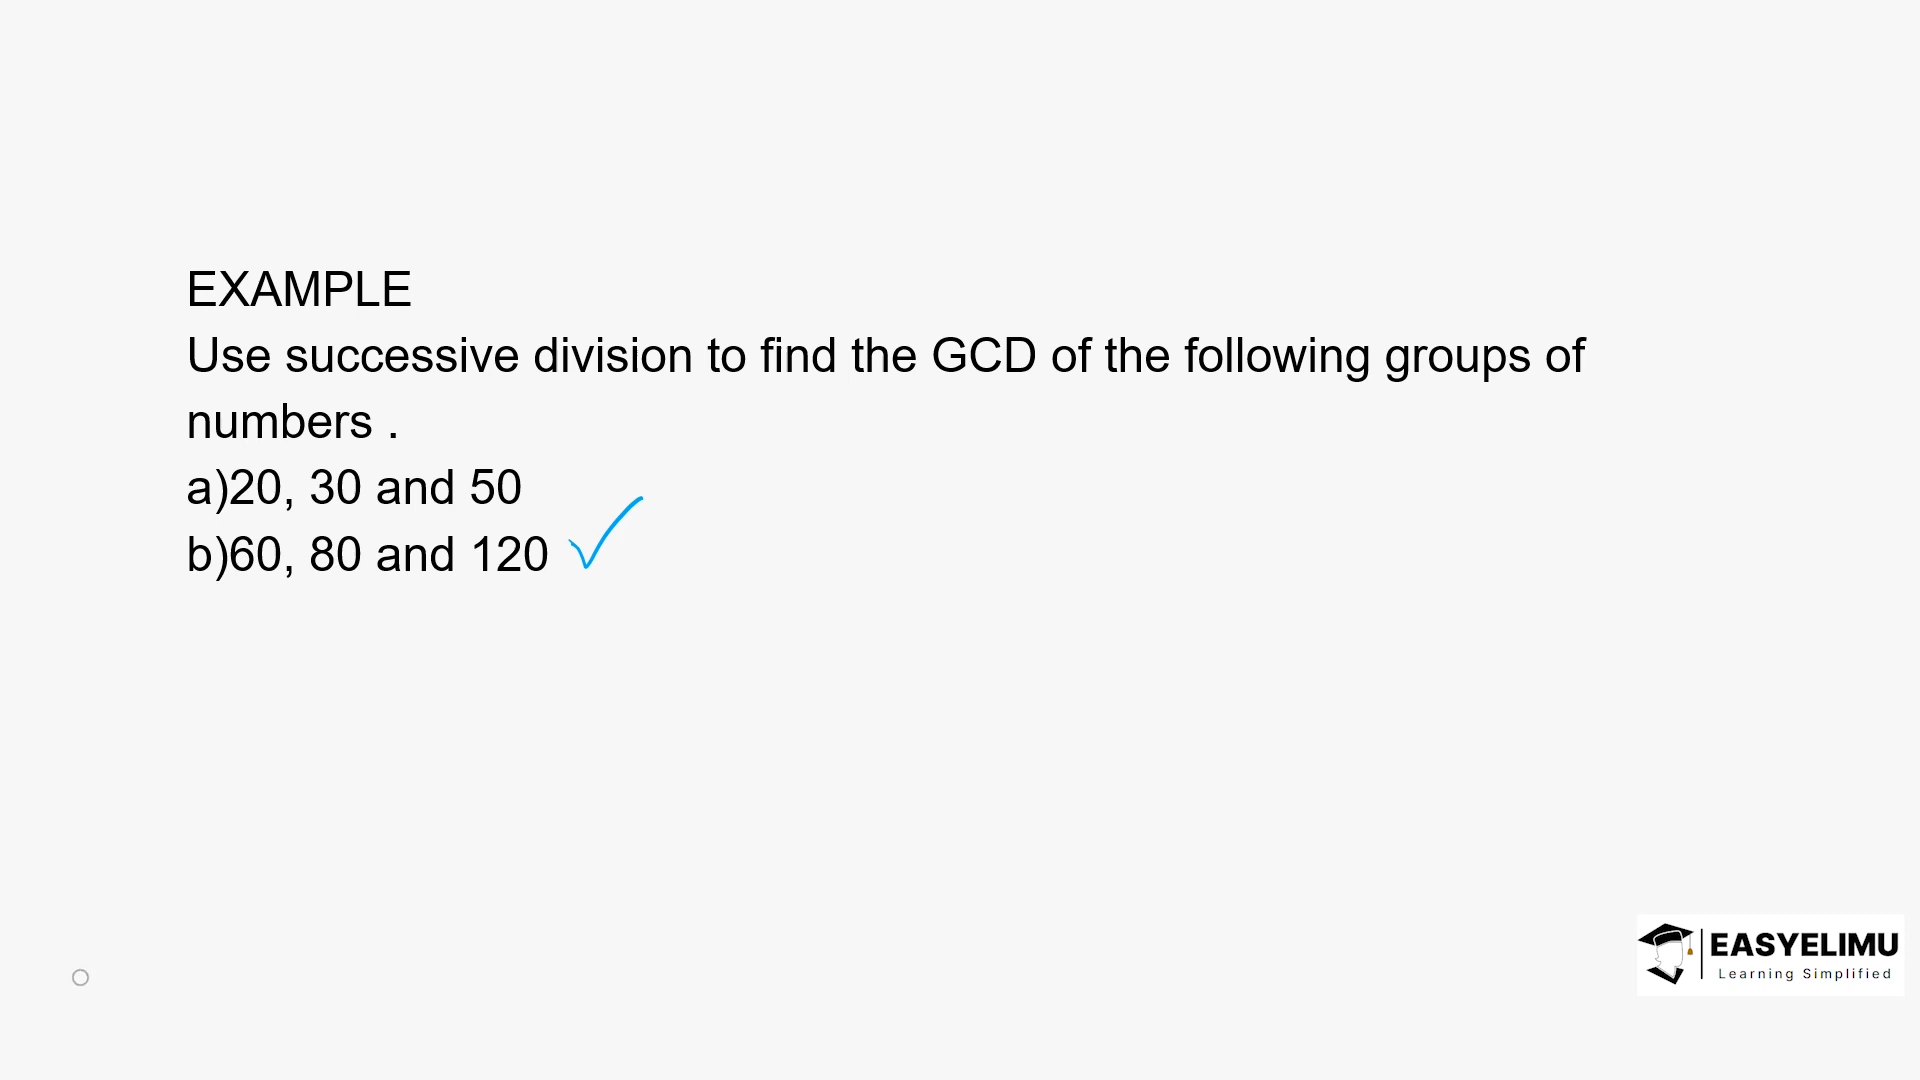 EXAMPLE
Use successive division to find the GCD of the following groups of
numbers .
a)20, 30 and 50
b)60, 80 and 120
EASYELIMU
Learning Simplified